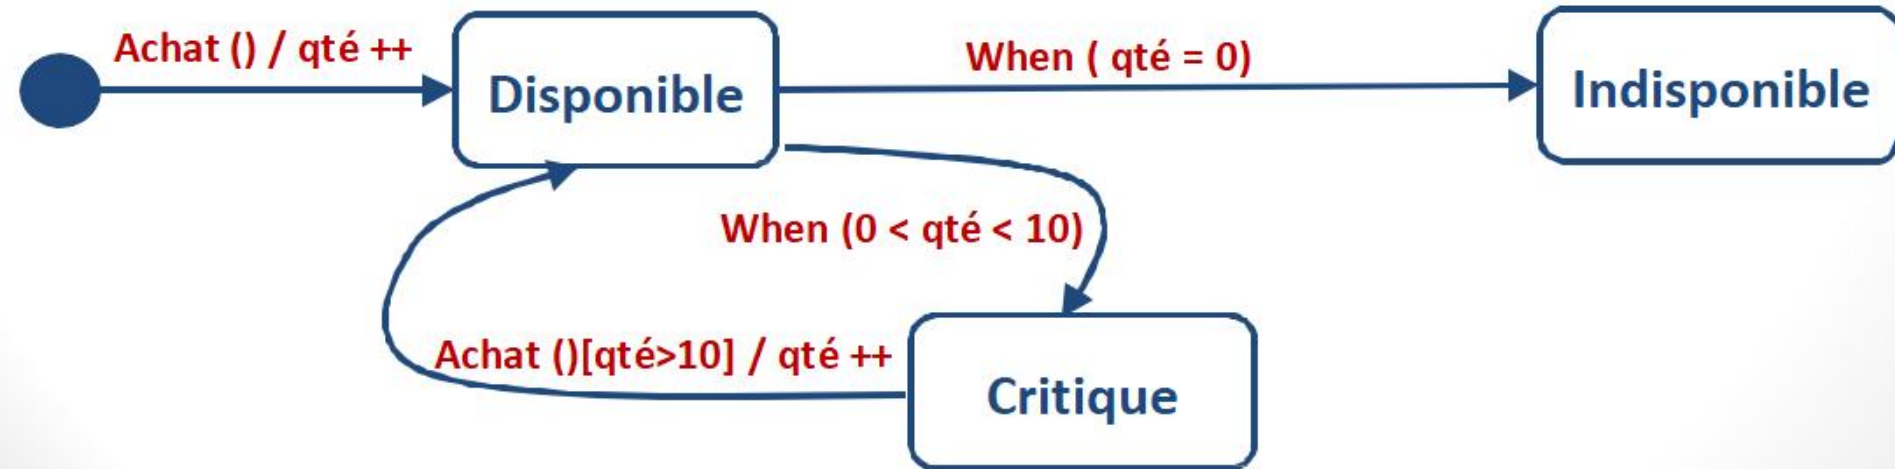 Achat () / qté ++
Disponible
When ( qté = 0)
Indisponible
When (0 < qté < 10)
Achat ()[qté>10] / qté ++
Critique